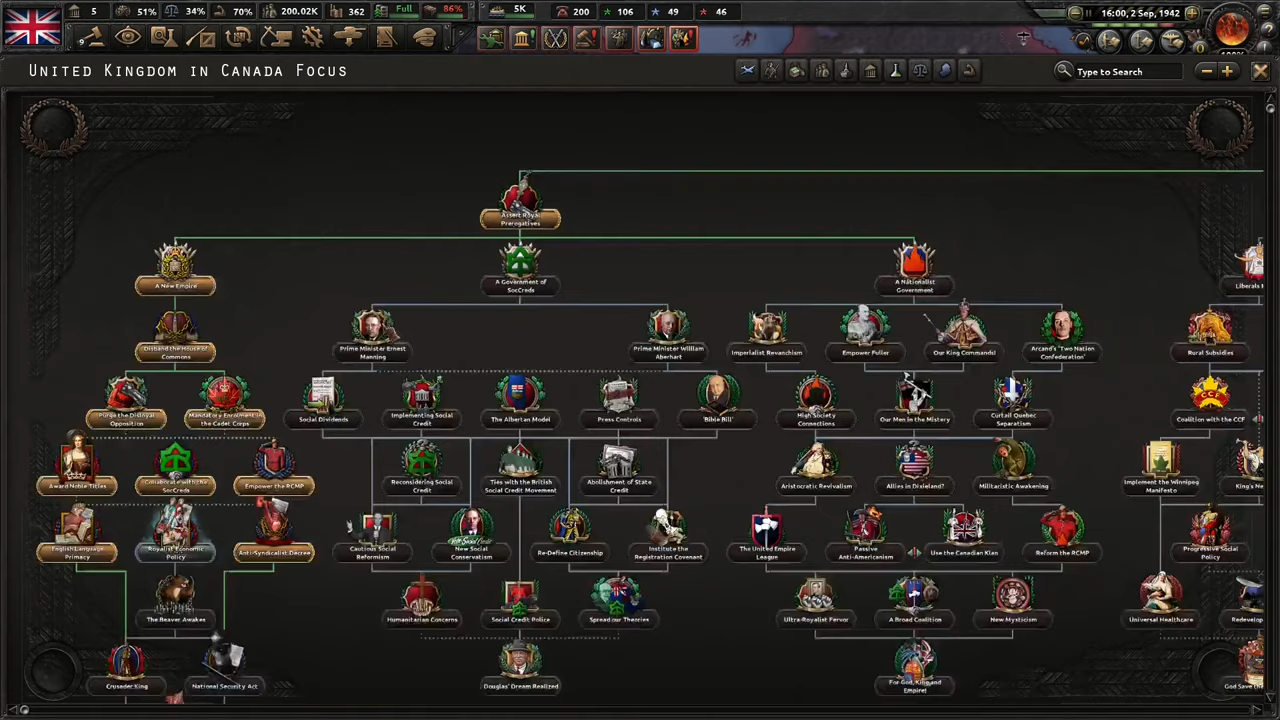 5 51% 34% 70% 200.02K 362 Full 86% 5K 200 106 49 46 16:00, 2 Sep, 1942
9
0
100%
United Kingdom in Canada Focus
Type to Search
Assert Royal
Prerogatives
A New Empire
A Government of
SocCreds
A Nationalist
Government
Disband the House of
Commons
Prime Minister Ernest
Manning
Prime Minister William
Aberhart
Imperialist Revanchism
Empower Fuller
Our King Commands!
Arcand's 'Two Nation
Confederation'
Rural Subsidies
Purge the Disloyal
Opposition
Mandatory Enrolment in
the Cadet Corps
Social Dividends
Implementing Social
Credit
The Albertan Model
Press Controls
'Bible Bill'
High Society
Connections
Our Men in the Mistery
Curtail Quebec
Separatism
Coalition with the CCF
Award Noble Titles
Collaborate with the
SocCreds
Empower the RCMP
Reconsidering Social
Credit
Ties with the British
Social Credit Movement
Abolishment of State
Credit
Aristocratic Revivalism
Allies in Dixieland?
Militaristic Awakening
Implement the Winnipeg
Manifesto
English Language
Primacy
Royalist Economic
Policy
Anti-Syndicalist Decree
Cautious Social
Reformism
New Social
Conservatism
Re-Define Citizenship
Institute the
Registration Covenant
The United Empire
League
Passive
Anti-Americanism
Use the Canadian Klan
Reform the RCMP
Progressive Social
Policy
The Beaver Awakes
Humanitarian Concerns
Social Credit Police
Spread our Theories
Ultra-Royalist Fervor
A Broad Coalition
New Mysticism
Universal Healthcare
Crusader King
National Security Act
Douglas' Dream Realized
For God, King and
Empire!